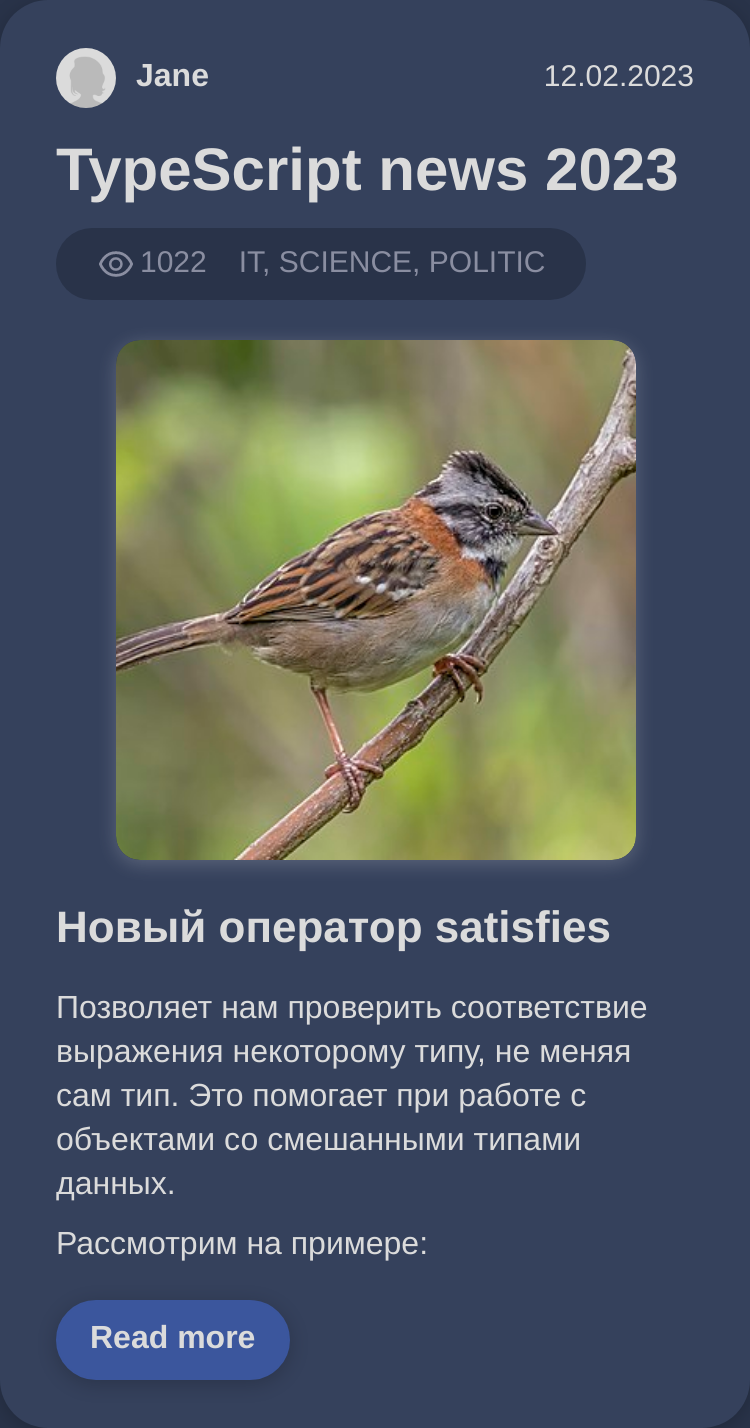 Jane
12.02.2023
TypeScript news 2023
1022 IT, SCIENCE, POLITIC
Новый оператор satisfies
Позволяет нам проверить соответствие
выражения некоторому типу, не меняя
сам тип. Это помогает при работе с
объектами со смешанными типами
данных.
Рассмотрим на примере:
Read more